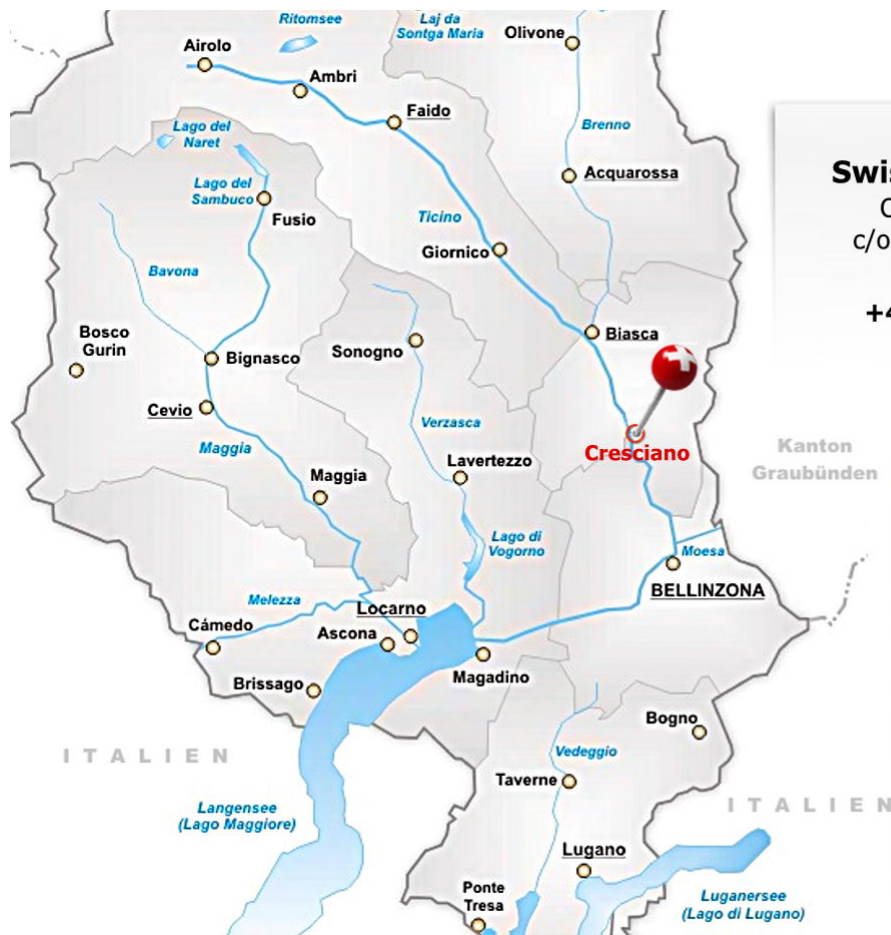 Ritomsee
Laj da
Sontga Maria
Olivone
Airolo
Ambri
Faido
Lago del
Naret
Brenno
Acquarossa
Lago del
Sambuco
Fusio
Ticino
Giornico
Bavona
Bosco
Gurin
Bignasco
Sonogno
Biasca
Cevio
Verzasca
Maggia
Cresciano
Lavertezzo
Maggia
Kanton
Graubünden
Lago di
Vogorno
Moesa
BELLINZONA
Melezza
Locarno
Cámedo
Ascona
Magadino
Brissago
Bogno
ITALIEN
Vedeggio
Taverne
Langensee
(Lago Maggiore)
ITALIEN
Lugano
Ponte
Tresa
Luganersee
(Lago di Lugano)
Swis
c/o
+4